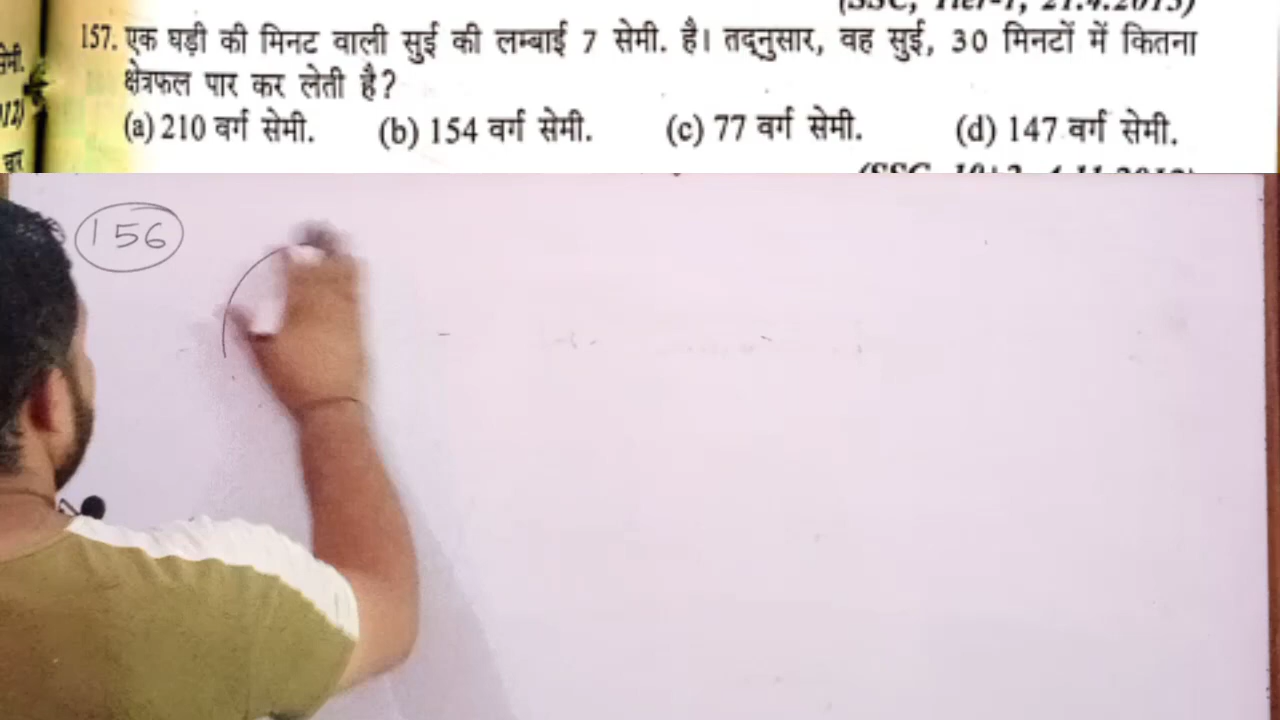 157. एक घड़ी की मिनट वाली सुई की लम्बाई 7 सेमी. है। तद्नुसार, वह सुई, 30 मिनटों में कितना
क्षेत्रफल पार कर लेती है?
(a) 210 वर्ग सेमी. (b) 154 वर्ग सेमी. (c) 77 वर्ग सेमी. (d) 147 वर्ग सेमी.
156